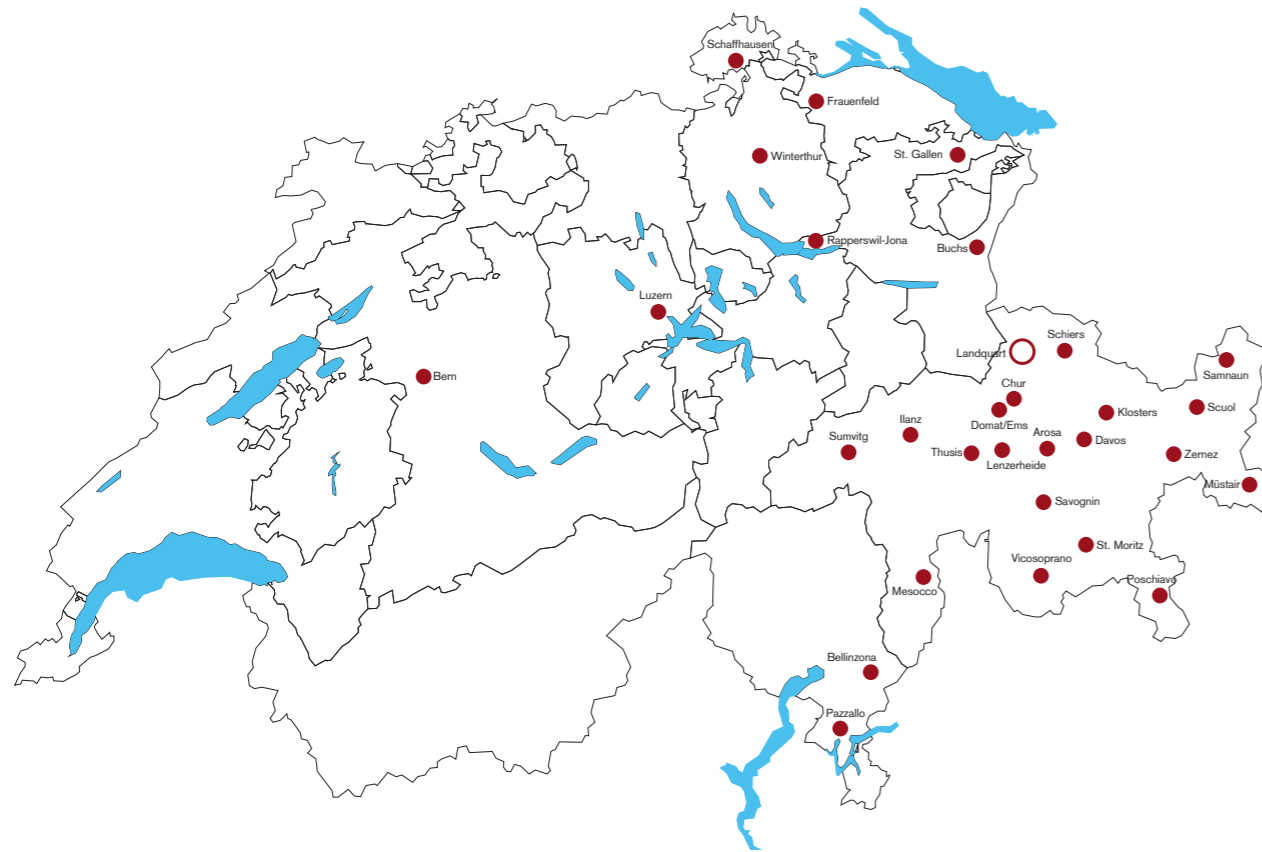 Schaffhausen
Frauenfeld
Winterthur
St. Gallen
Rapperswil-Jona
Buchs
Luzern
Schiers
Landquart
Samnaun
Bern
Chur
Klosters
Scuol
Domat/Ems
Ilanz
Arosa
Davos
Sumvitg
Thusis
Lenzerheide
Zernez
Müstair
Savognin
St. Moritz
Vicosoprano
Poschiavo
Mesocco
Bellinzona
Pazzallo